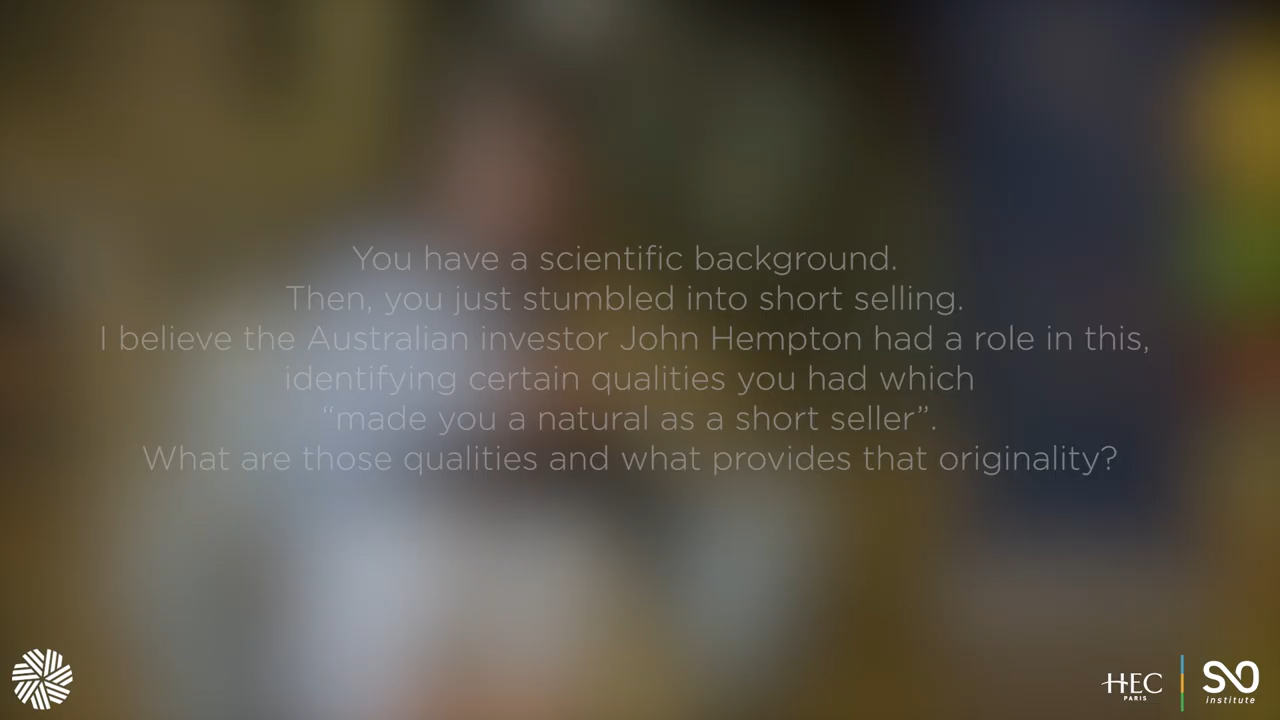 You have a scientific background.
Then, you just stumbled into short selling.
I believe the Australian investor John Hempton had a role in this,
identifying certain qualities you had which
“made you a natural as a short seller”.
What are those qualities and what provides that originality?
HEC
PARIS
SO
institute